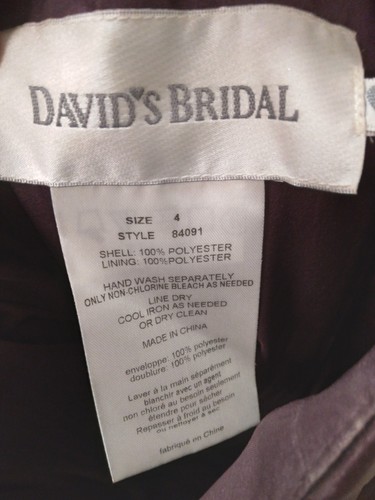 DAVID'S BRIDAL
SIZE 4
STYLE 84091
SHELL: 100% POLYESTER
LINING: 100%POLYESTER
HAND WASH SEPARATELY
ONLY NON-CHLORINE BLEACH AS NEEDED
LINE DRY
COOL IRON AS NEEDED
OR DRY CLEAN
MADE IN CHINA
enveloppe: 100% polyester
doublure: 100% polyester
Laver à la main séparément
blanchir avec un agent
non chloré au besoin seulement
étendre pour sécher
Repesser à froid au besoin
ou nettoyer à sec
fabriqué en Chine